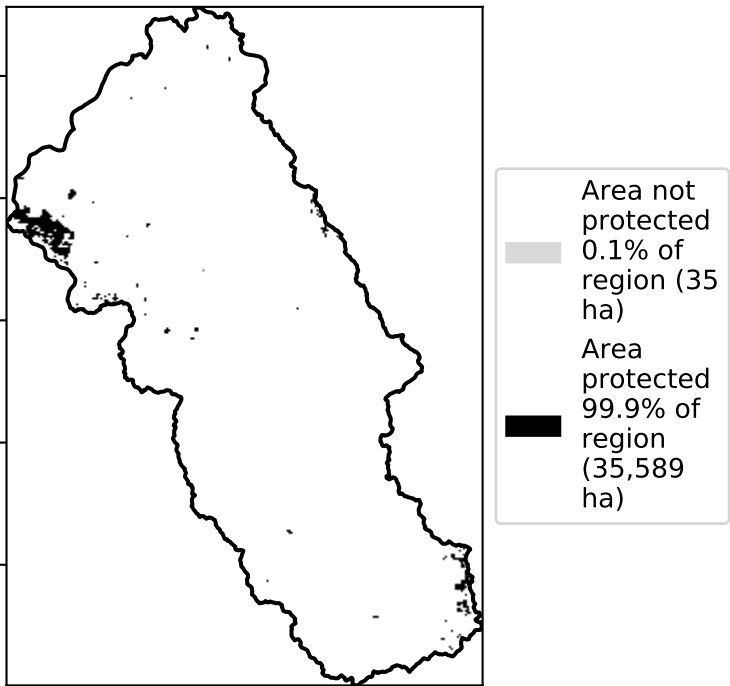 Area not
protected
0.1% of
region (35
ha)
Area
protected
99.9% of
region
(35,589
ha)